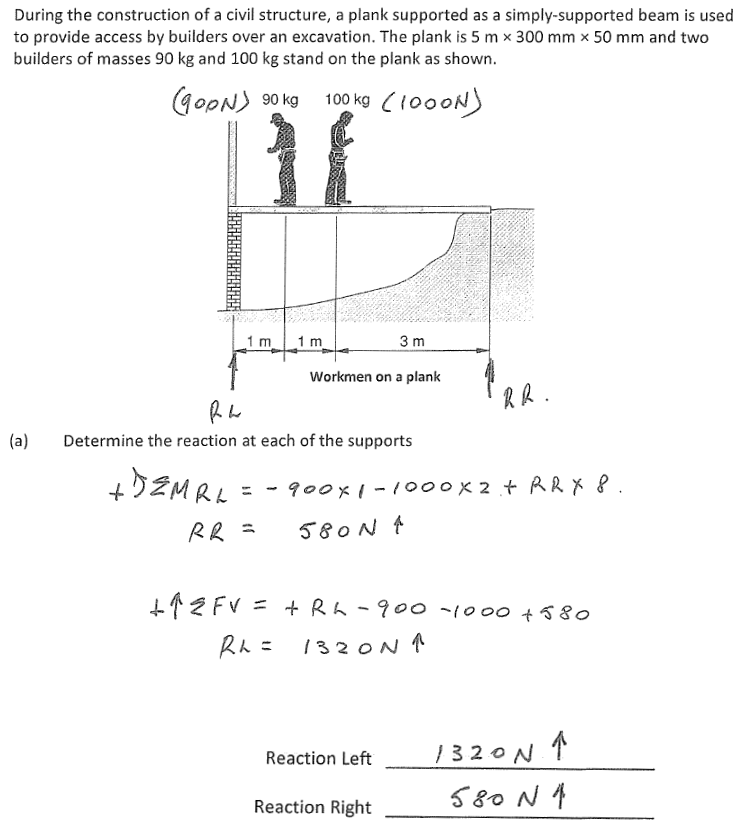 During the construction of a civil structure, a plank supported as a simply-supported beam is used
to provide access by builders over an excavation. The plank is 5 m × 300 mm × 50 mm and two
builders of masses 90 kg and 100 kg stand on the plank as shown.
(900N) 90 kg 100 kg (1000N)
1 m 1 m 3 m
Workmen on a plank
RL RR.
(a) Determine the reaction at each of the supports
+ ΣMRL = - 900×1 - 1000×2 + RR × 8.
RR = 580N ↑
+↑ΣFV = + RL - 900 - 1000 + 580
RL = 1320N ↑
Reaction Left 1320N ↑
Reaction Right 580 N ↑